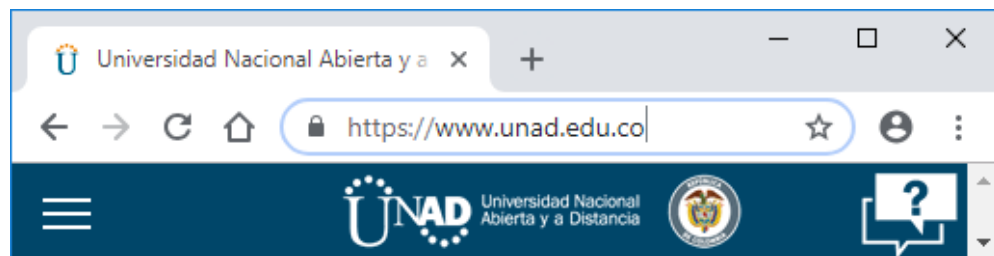 Universidad Nacional Abierta y a
https://www.unad.edu.co
UNAD Universidad Nacional
Abierta y a Distancia
?